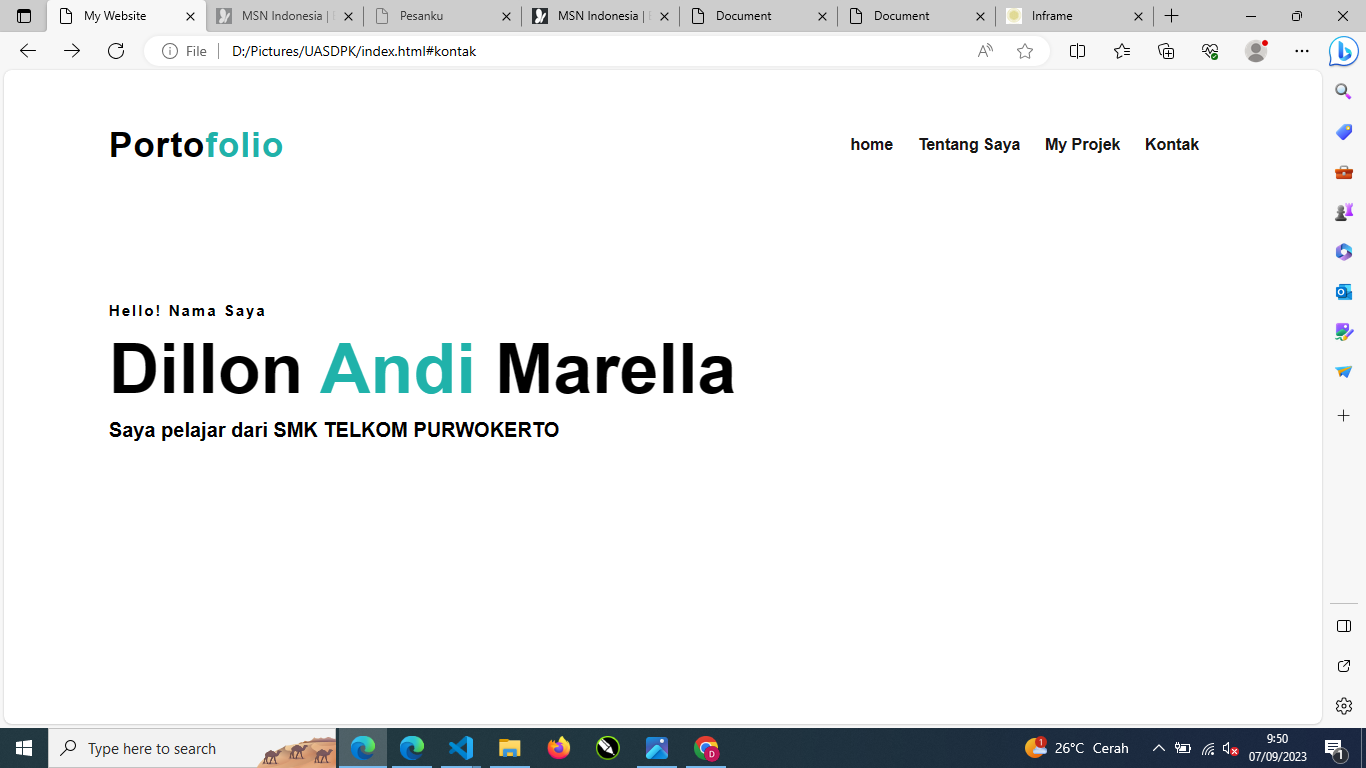 My Website
MSN Indonesia |
Pesanku
MSN Indonesia |
Document
Document
Inframe
File
D:/Pictures/UASDPK/index.html#kontak
Portofolio
home Tentang Saya My Projek Kontak
Hello! Nama Saya
Dillon Andi Marella
Saya pelajar dari SMK TELKOM PURWOKERTO
Type here to search
1
26°C Cerah
9:50
07/09/2023
1